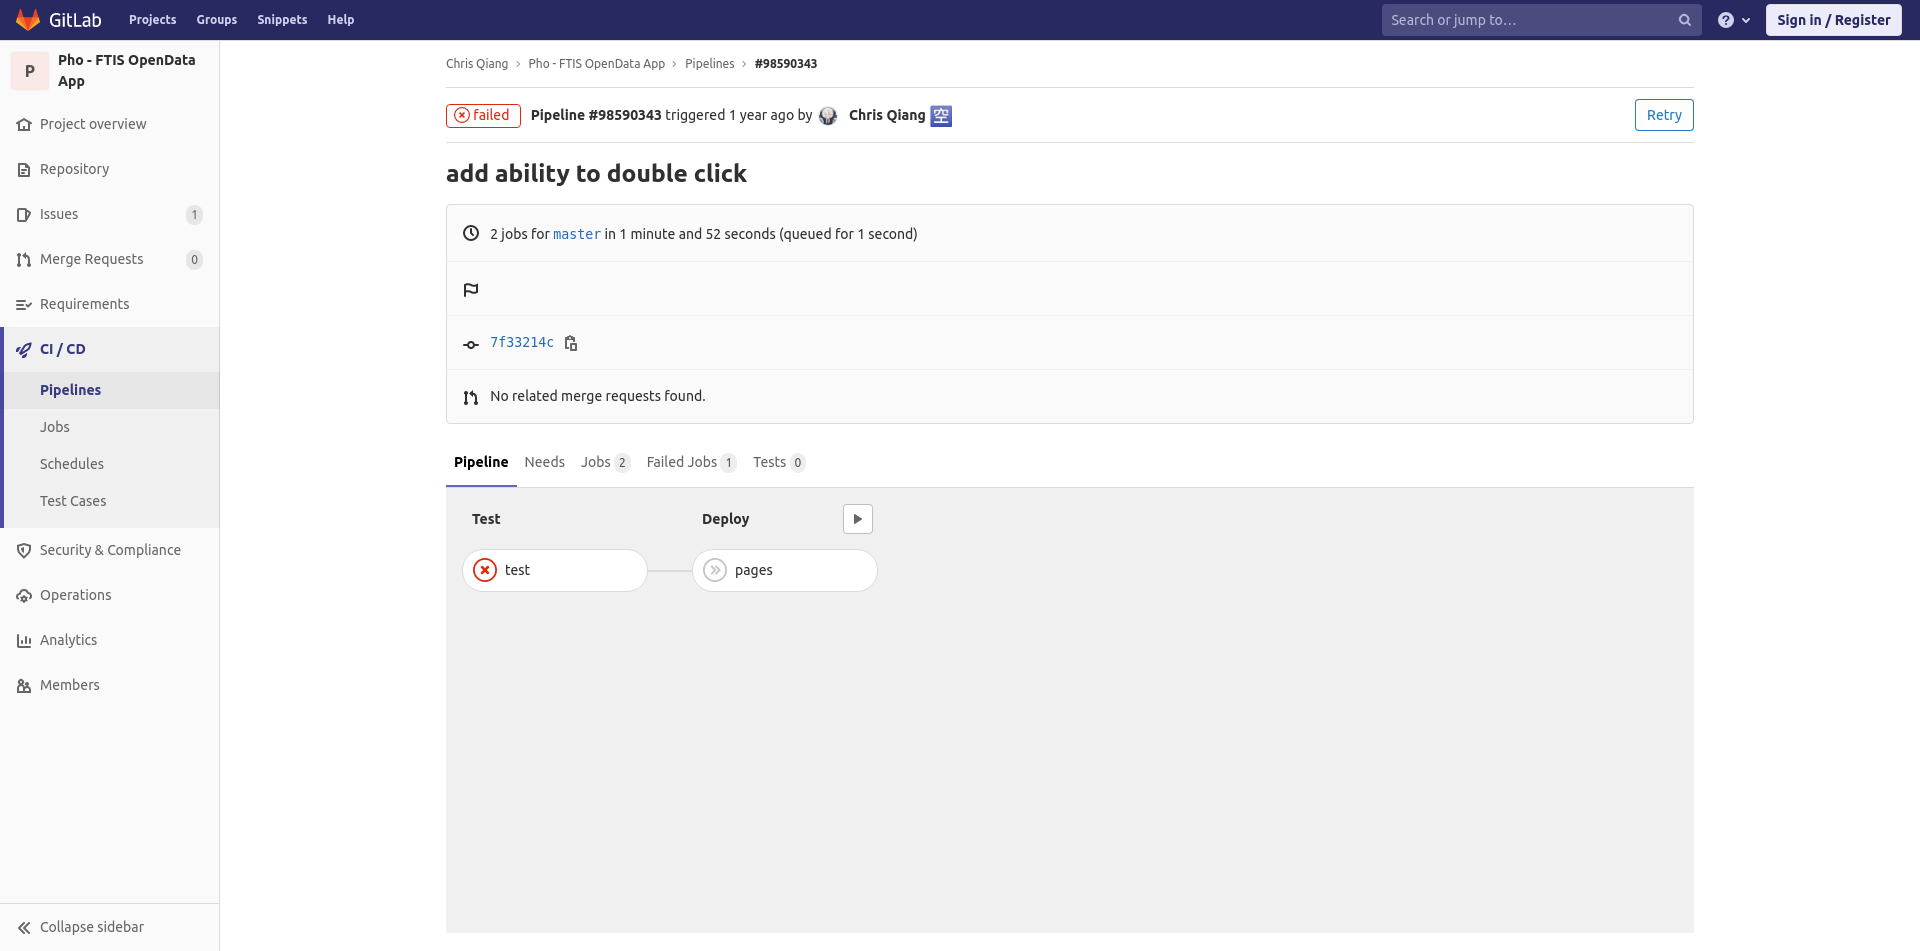 GitLab Projects Groups Snippets Help Search or jump to... Sign in / Register
P Pho - FTIS OpenData App
Project overview
Repository
Issues 1
Merge Requests 0
Requirements
CI / CD
Pipelines
Jobs
Schedules
Test Cases
Security & Compliance
Operations
Analytics
Members
Collapse sidebar
Chris Qiang › Pho - FTIS OpenData App › Pipelines › #98590343
failed Pipeline #98590343 triggered 1 year ago by Chris Qiang 空 Retry
add ability to double click
2 jobs for master in 1 minute and 52 seconds (queued for 1 second)
7f33214c
No related merge requests found.
Pipeline Needs Jobs 2 Failed Jobs 1 Tests 0
Test Deploy
test pages